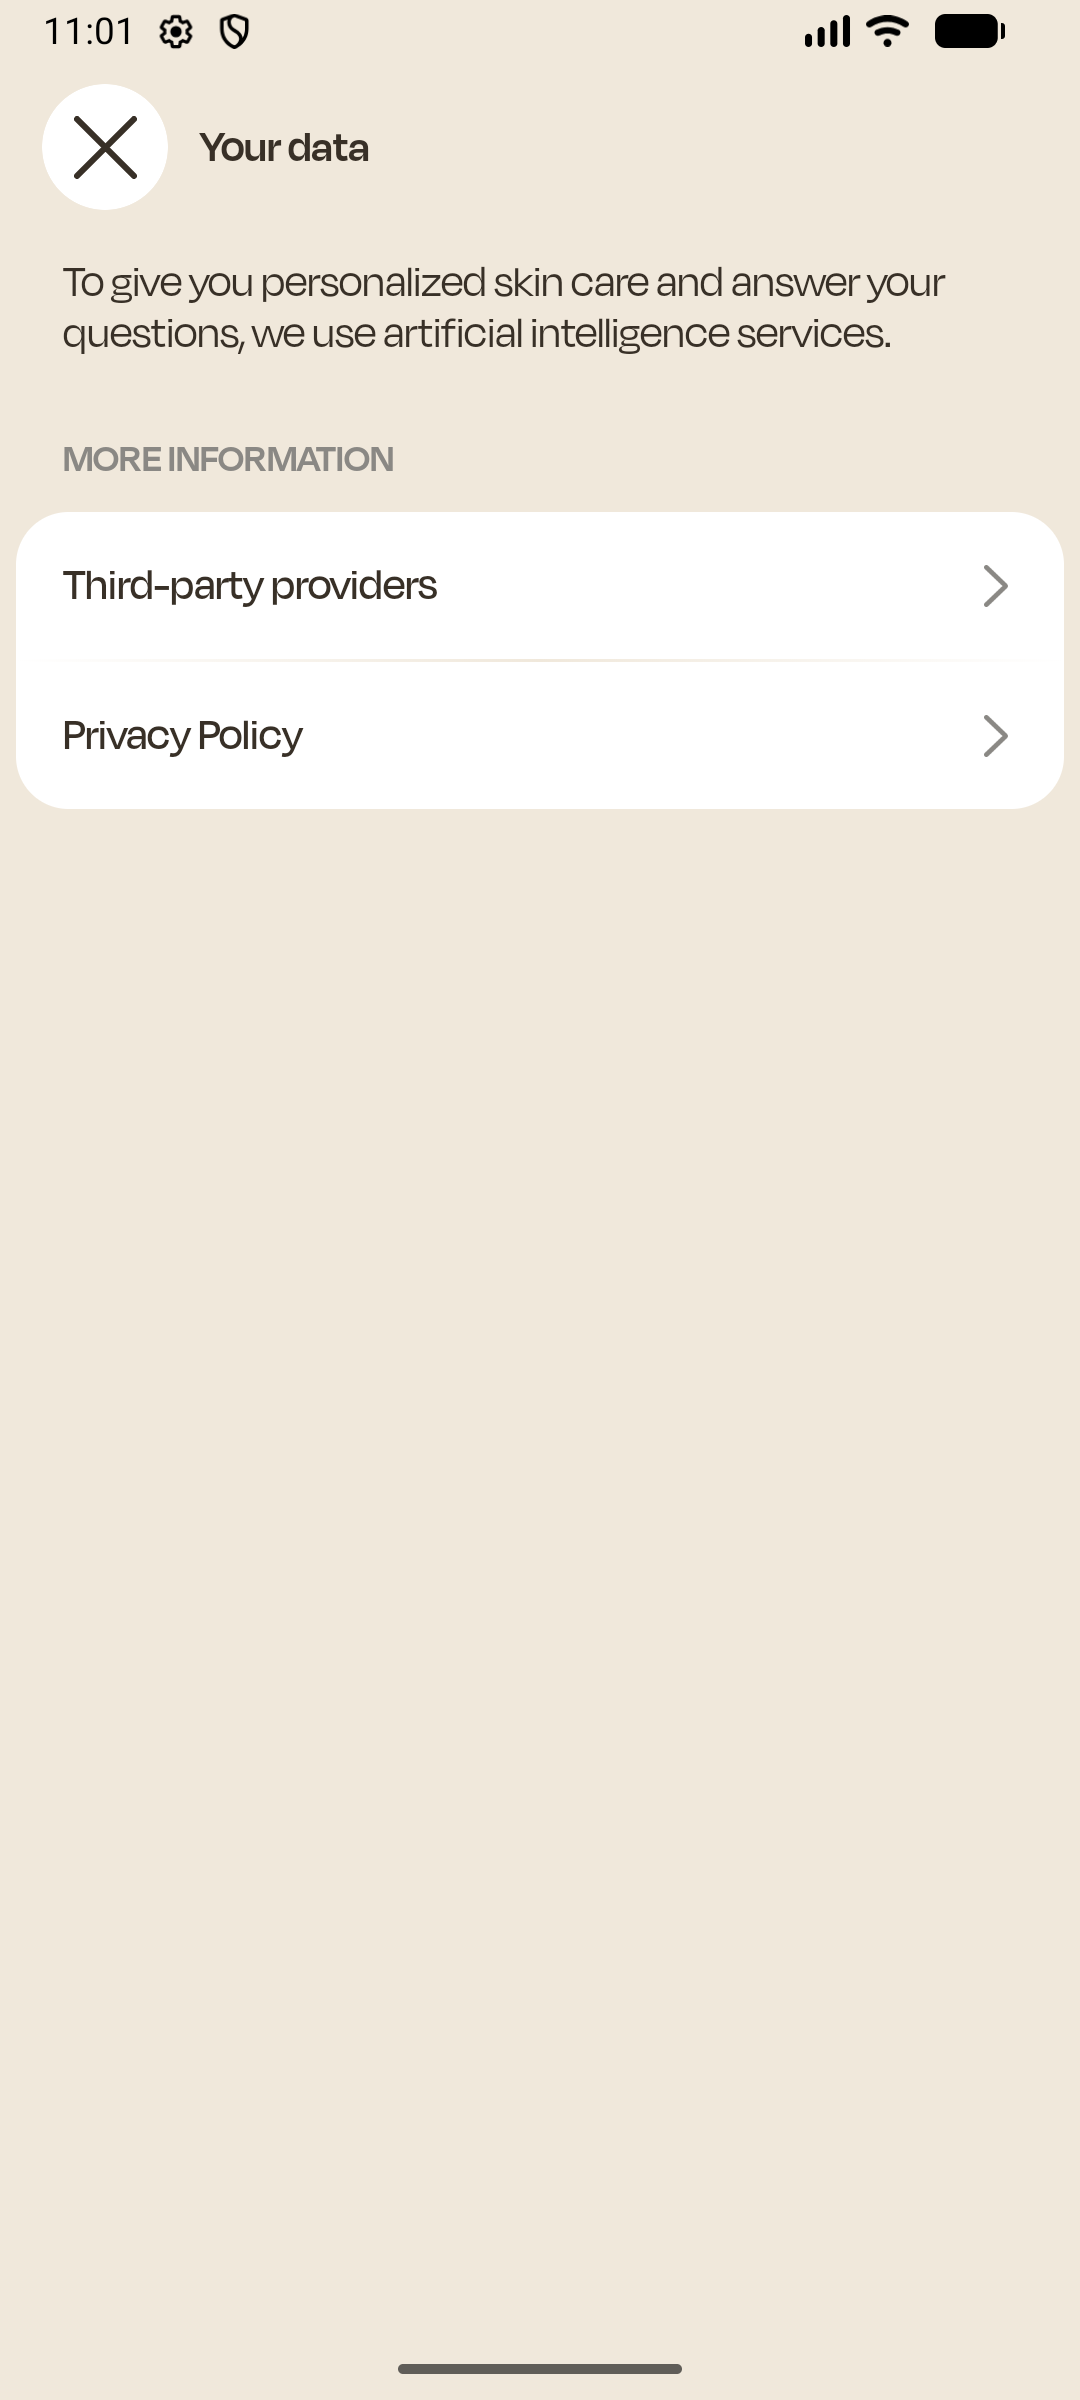 11:01
Your data
To give you personalized skin care and answer your
questions, we use artificial intelligence services.
MORE INFORMATION
Third-party providers
Privacy Policy